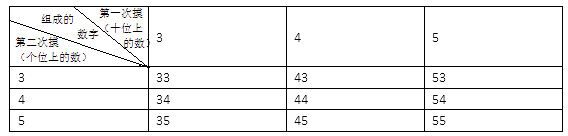 组成的数字
第一次摸
（十位上的数）
第二次摸
（个位上的数）
3 4 5
3 33 43 53
4 34 44 54
5 35 45 55